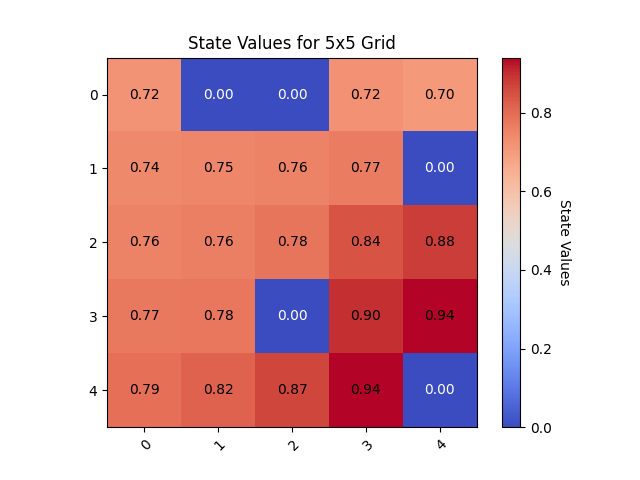 State Values for 5x5 Grid
0 0.72 0.00 0.00 0.72 0.70
1 0.74 0.75 0.76 0.77 0.00
2 0.76 0.76 0.78 0.84 0.88
3 0.77 0.78 0.00 0.90 0.94
4 0.79 0.82 0.87 0.94 0.00
0 1 2 3 4
0.8
0.6
0.4
0.2
0.0
State Values